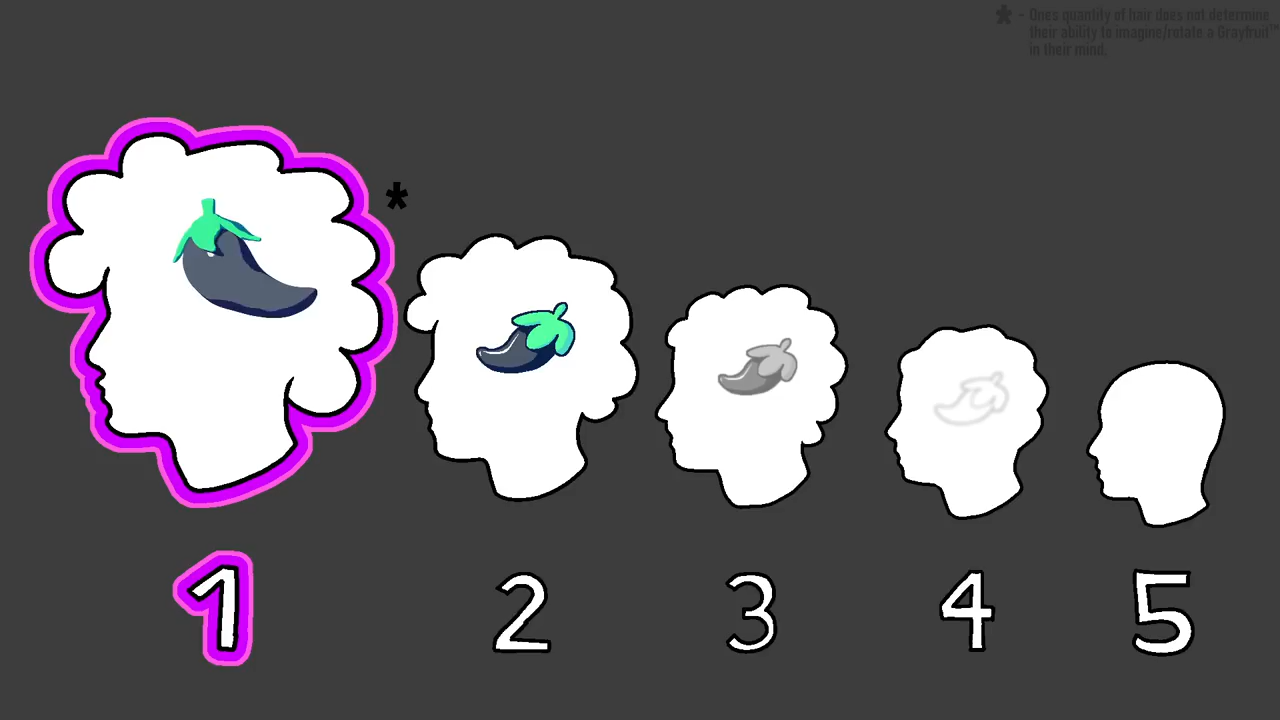 * - Ones quantity of hair does not determine
their ability to imagine/rotate a Grayfruit™
in their mind.
*
1 2 3 4 5